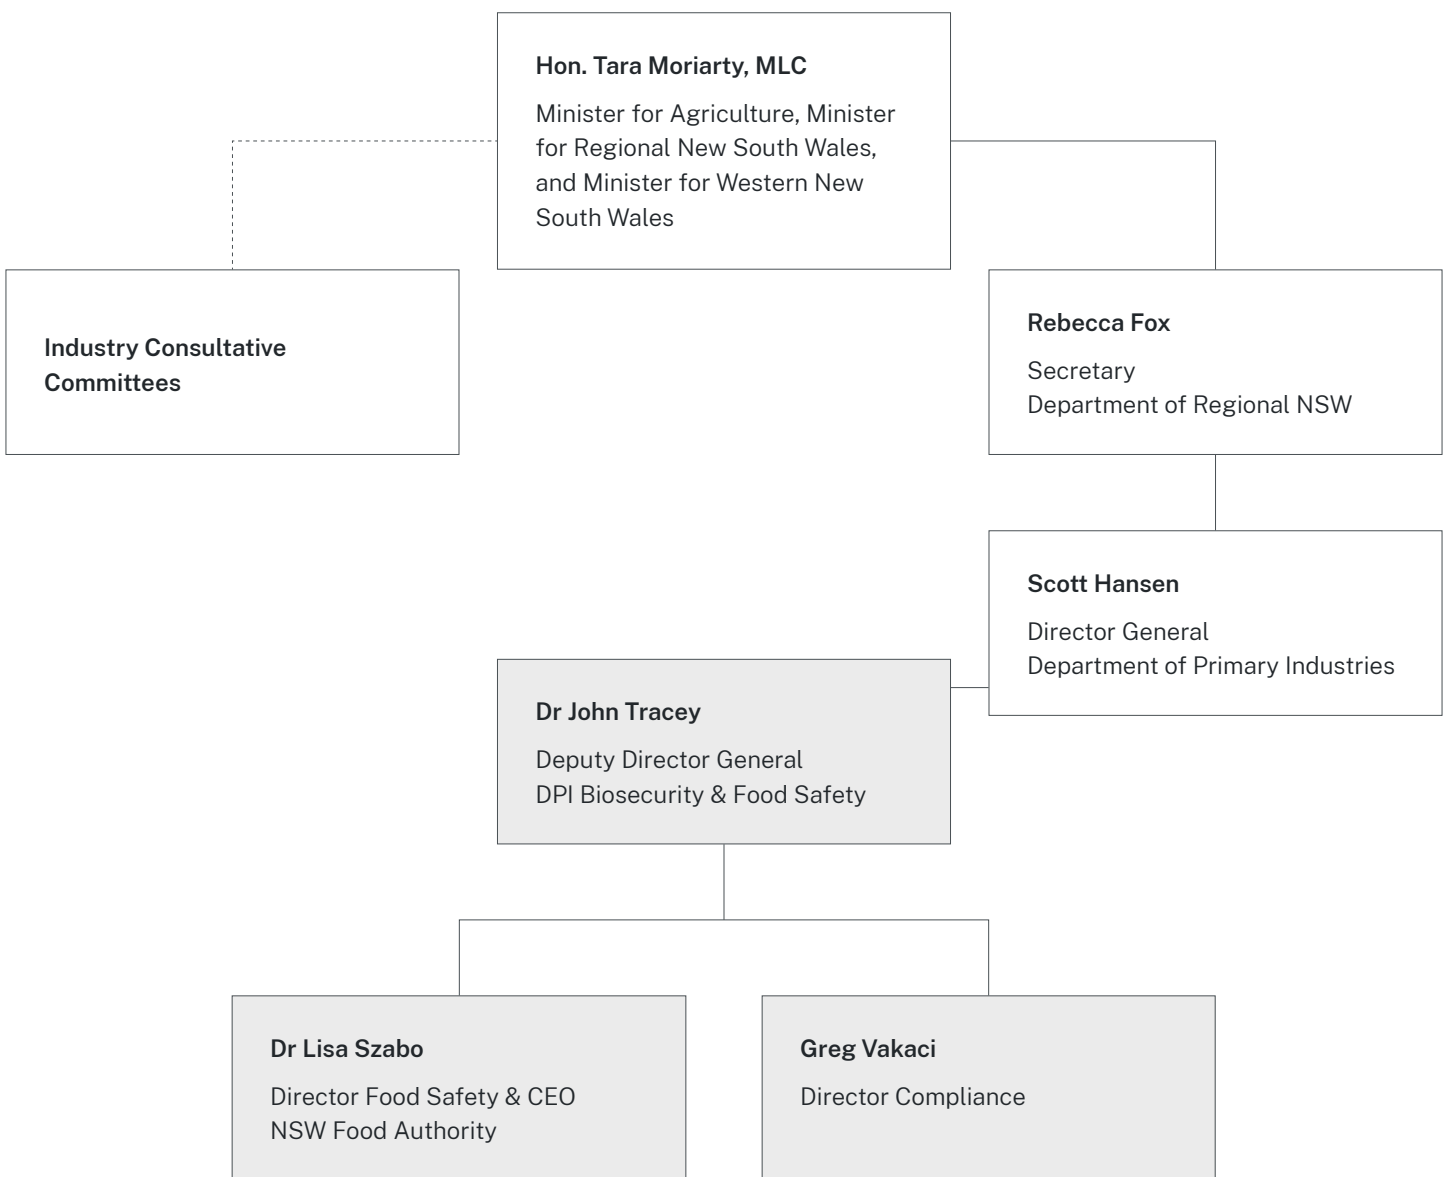 Hon. Tara Moriarty, MLC
Minister for Agriculture, Minister
for Regional New South Wales,
and Minister for Western New
South Wales
Industry Consultative
Committees
Rebecca Fox
Secretary
Department of Regional NSW
Scott Hansen
Director General
Department of Primary Industries
Dr John Tracey
Deputy Director General
DPI Biosecurity & Food Safety
Dr Lisa Szabo
Director Food Safety & CEO
NSW Food Authority
Greg Vakaci
Director Compliance